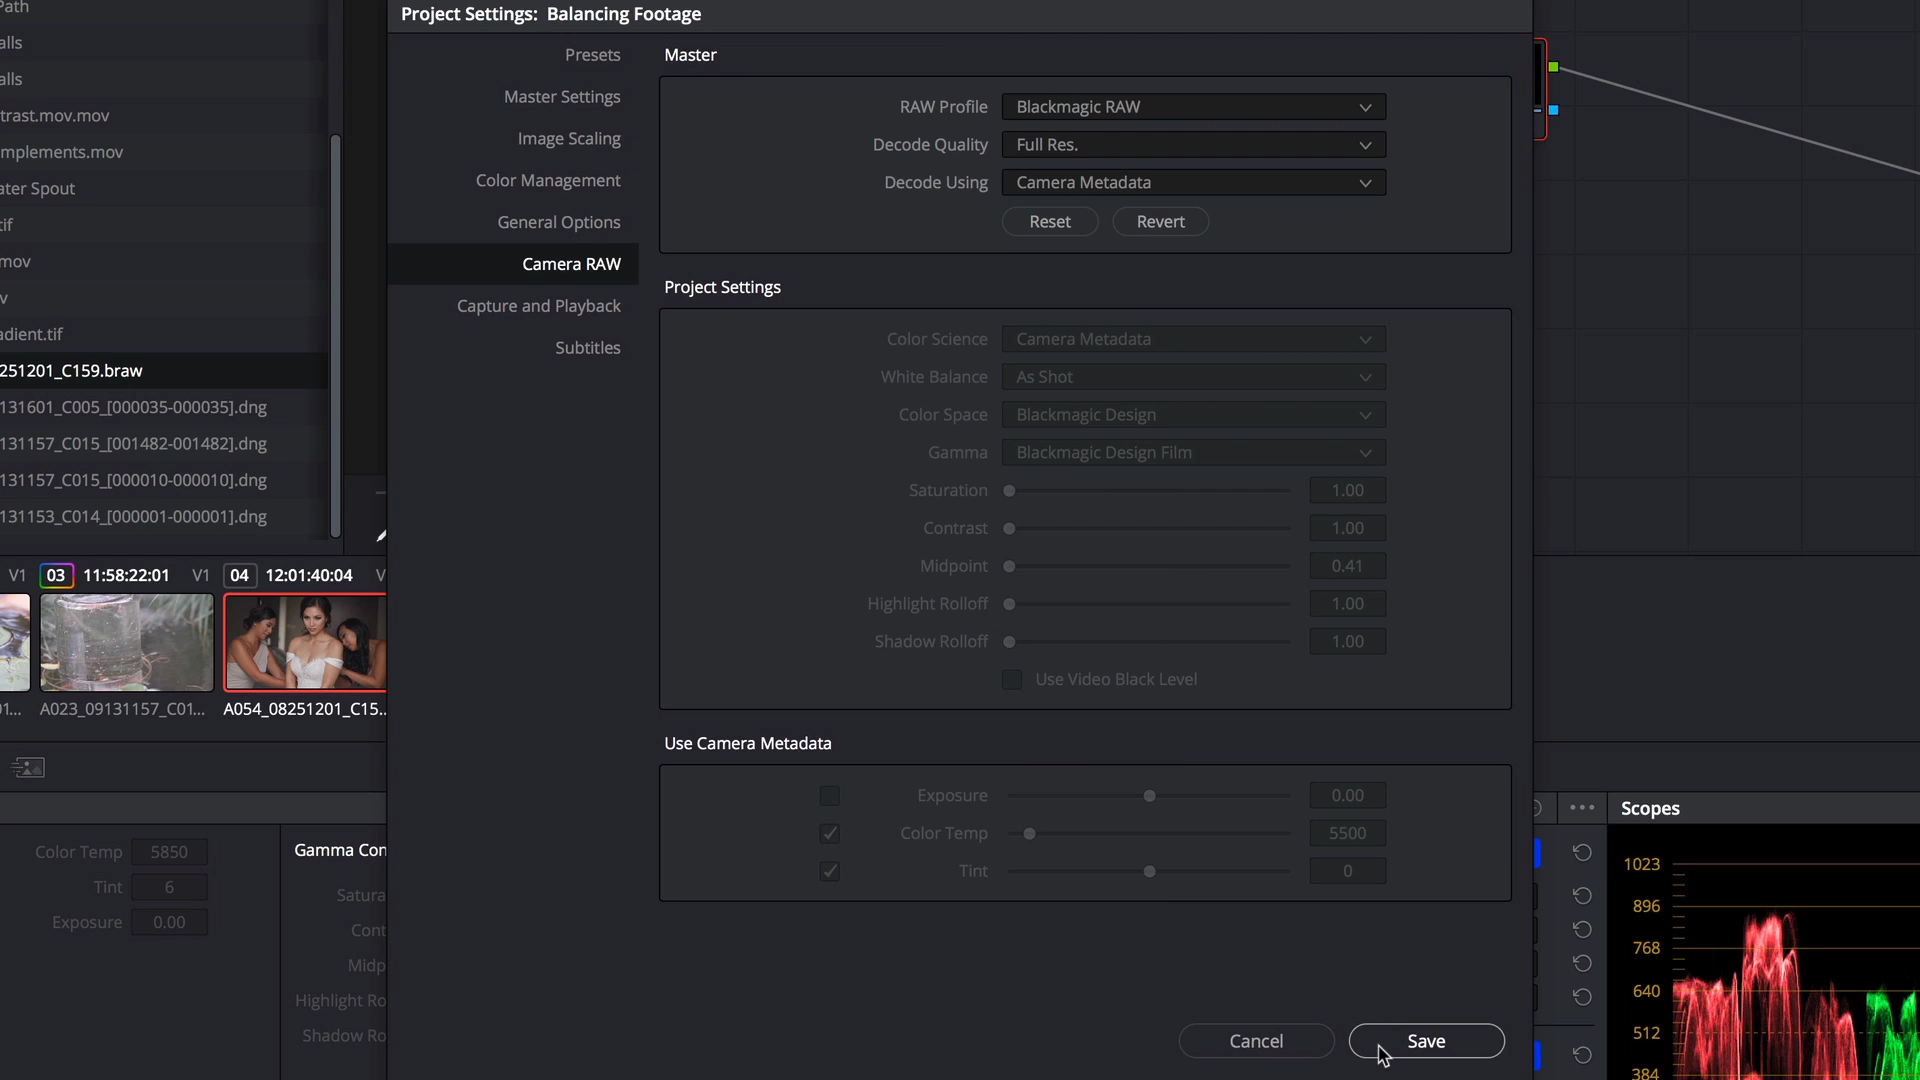 Project Settings: Balancing Footage
Path
alls
alls
trast.mov.mov
mplements.mov
ater Spout
tif
mov
v
adient.tif
251201_C159.braw
131601_C005_[000035-000035].dng
131157_C015_[001482-001482].dng
131157_C015_[000010-000010].dng
131153_C014_[000001-000001].dng
V1 03 11:58:22:01 V1 04 12:01:40:04 V
01... A023_09131157_C01... A054_08251201_C15...
Color Temp 5850
Tint 6
Exposure 0.00
Gamma Con
Satura
Cont
Midp
Highlight Ro
Shadow Ro
Presets
Master Settings
Image Scaling
Color Management
General Options
Camera RAW
Capture and Playback
Subtitles
Master
RAW Profile Blackmagic RAW
Decode Quality Full Res.
Decode Using Camera Metadata
Reset Revert
Project Settings
Color Science Camera Metadata
White Balance As Shot
Color Space Blackmagic Design
Gamma Blackmagic Design Film
Saturation 1.00
Contrast 1.00
Midpoint 0.41
Highlight Rolloff 1.00
Shadow Rolloff 1.00
Use Video Black Level
Use Camera Metadata
Exposure 0.00
Color Temp 5500
Tint 0
Cancel Save
Scopes
1023
896
768
640
512
384